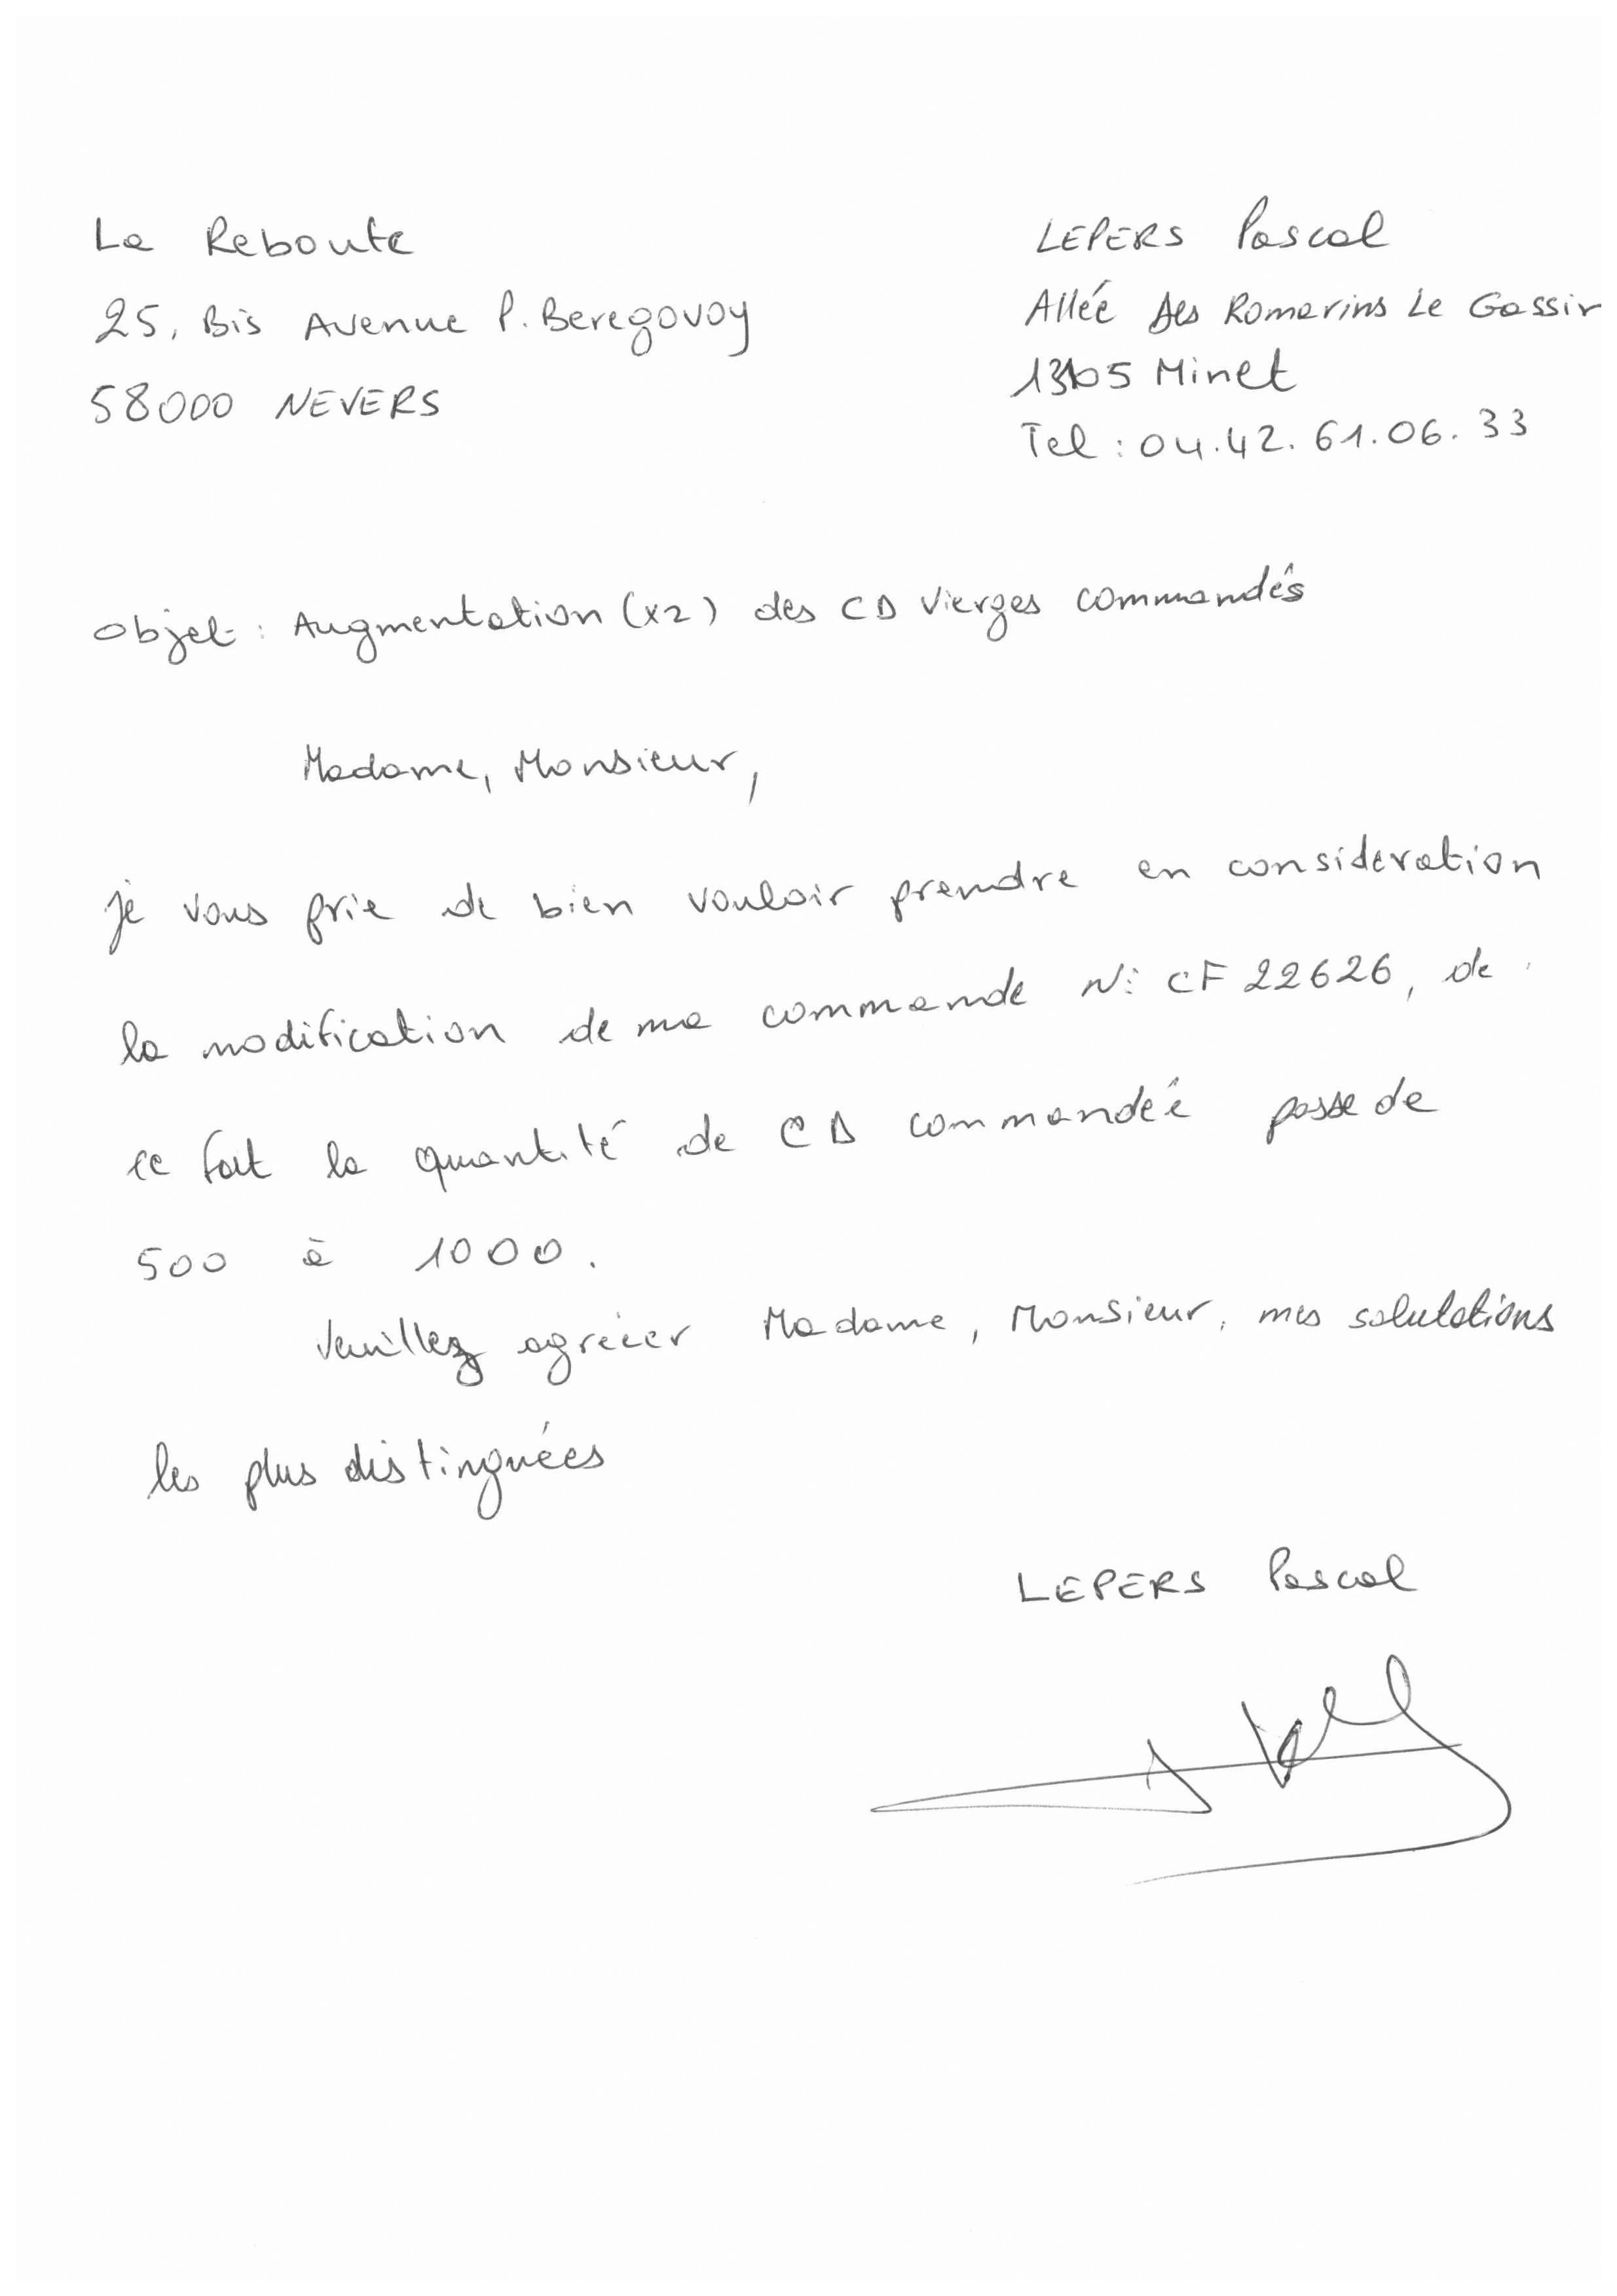 La Reboute
25, Bis Avenue P. Beregovoy
58000 NEVERS
LEPERS Pascal
Allée des Romarins Le Gassir
13105 Mimet
Tel : 04.42.61.06.33
Objet : Augmentation (x2) des CD vierges commandés
Madame, Monsieur,
je vous prie de bien vouloir prendre en consideration
la modification de ma commande N° CF 22626, de
ce fait la quantité de CD commandée passe de
500 à 1000.
Veuillez agréer Madame, Monsieur, mes salutations
les plus distinguées
LEPERS Pascal